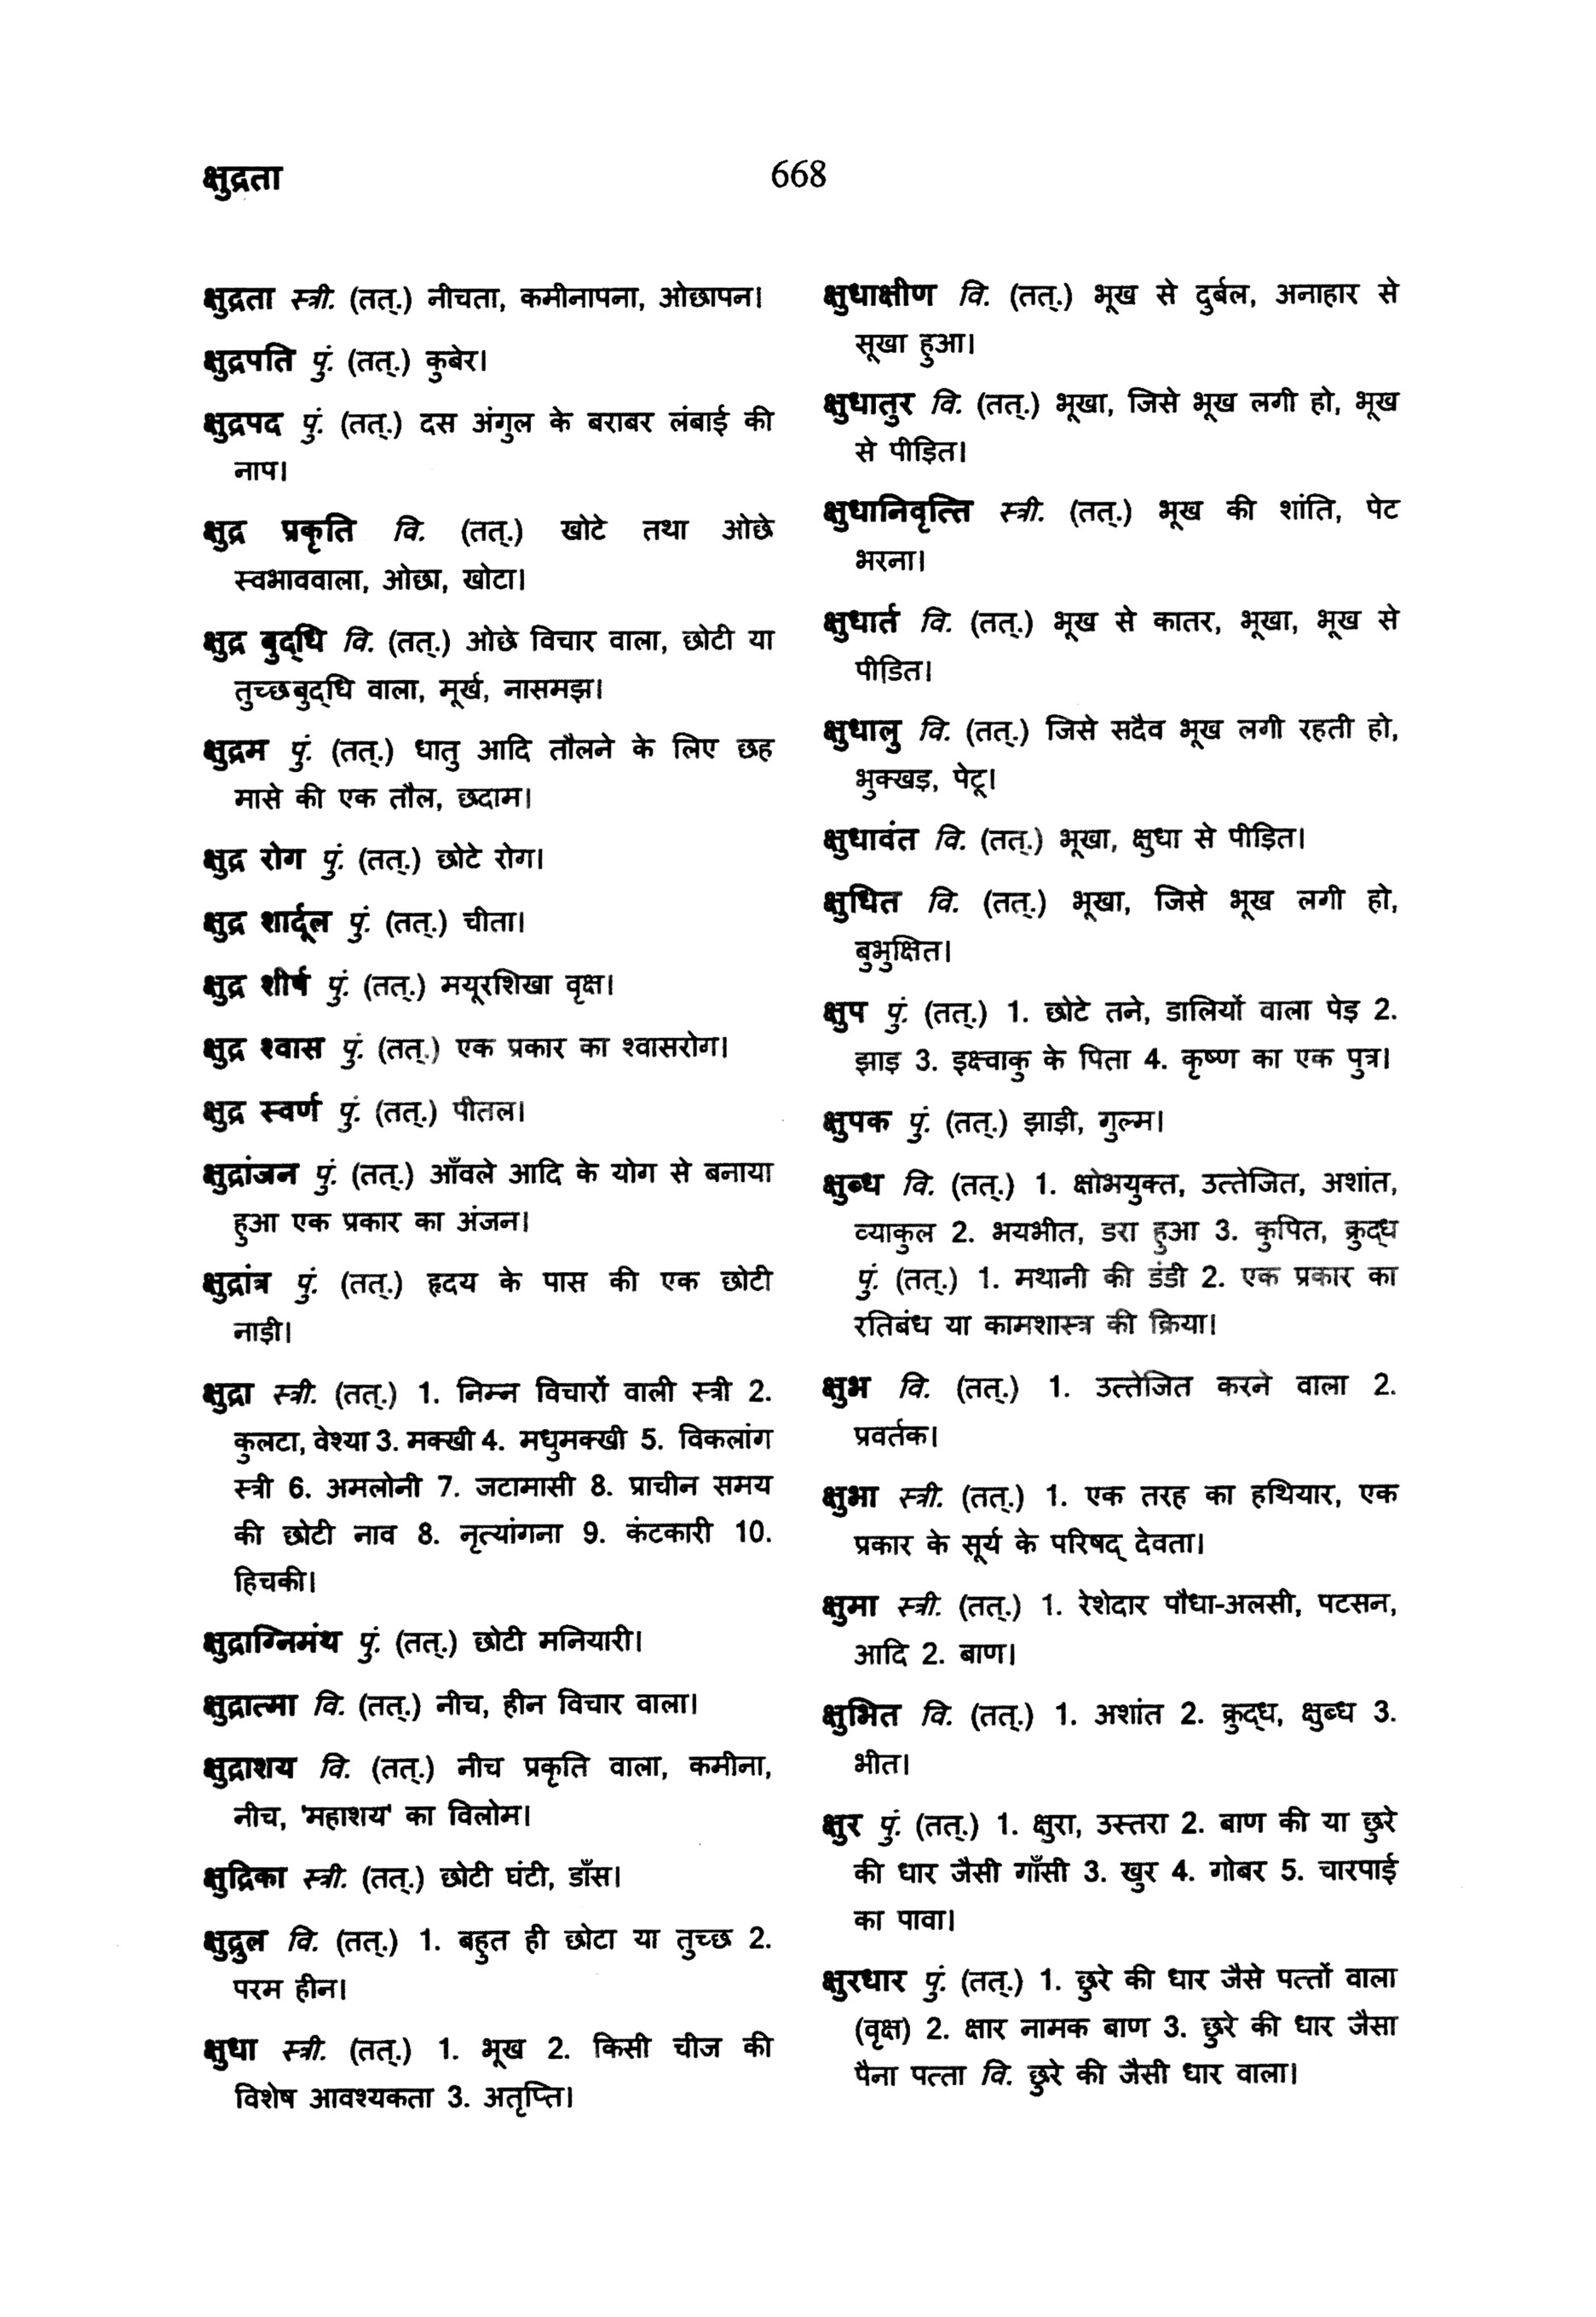 क्षुद्रता
668
क्षुद्रता स्त्री. (तत्.) नीचता, कमीनापना, ओछापन।
क्षुद्रपति पुं. (तत्.) कुबेर।
क्षुद्रपद पुं. (तत्.) दस अंगुल के बराबर लंबाई की
नाप।
क्षुद्र प्रकृति वि. (तत्.) खोटे तथा ओछे
स्वभाववाला, ओछा, खोटा।
क्षुद्र बुद्‌धि वि. (तत्.) ओछे विचार वाला, छोटी या
तुच्छबुद्‌धि वाला, मूर्ख, नासमझ।
क्षुद्रम पुं. (तत्.) धातु आदि तौलने के लिए छह
मासे की एक तौल, छदाम।
क्षुद्र रोग पुं. (तत्.) छोटे रोग।
क्षुद्र शार्दूल पुं. (तत्.) चीता।
क्षुद्र शीर्ष पुं. (तत्.) मयूरशिखा वृक्ष।
क्षुद्र श्वास पुं. (तत्.) एक प्रकार का श्वासरोग।
क्षुद्र स्वर्ण पुं. (तत्.) पीतल।
क्षुद्रांजन पुं. (तत्.) आँवले आदि के योग से बनाया
हुआ एक प्रकार का अंजन।
क्षुद्रांत्र पुं. (तत्.) हृदय के पास की एक छोटी
नाड़ी।
क्षुद्रा स्त्री. (तत्.) 1. निम्न विचारों वाली स्त्री 2.
कुलटा, वेश्या 3. मक्खी 4. मधुमक्खी 5. विकलांग
स्त्री 6. अमलोनी 7. जटामासी 8. प्राचीन समय
की छोटी नाव 8. नृत्यांगना 9. कंटकारी 10.
हिचकी।
क्षुद्राग्निमंथ पुं. (तत्.) छोटी मनियारी।
क्षुद्रात्मा वि. (तत्.) नीच, हीन विचार वाला।
क्षुद्राशय वि. (तत्.) नीच प्रकृति वाला, कमीना,
नीच, 'महाशय' का विलोम।
क्षुद्रिका स्त्री. (तत्.) छोटी घंटी, डाँस।
क्षुद्रुल वि. (तत्.) 1. बहुत ही छोटा या तुच्छ 2.
परम हीन।
क्षुधा स्त्री. (तत्.) 1. भूख 2. किसी चीज की
विशेष आवश्यकता 3. अतृप्ति।
क्षुधाक्षीण वि. (तत्.) भूख से दुर्बल, अनाहार से
सूखा हुआ।
क्षुधातुर वि. (तत्.) भूखा, जिसे भूख लगी हो, भूख
से पीड़ित।
क्षुधानिवृत्ति स्त्री. (तत्.) भूख की शांति, पेट
भरना।
क्षुधार्त वि. (तत्.) भूख से कातर, भूखा, भूख से
पीडित।
क्षुधालु वि. (तत्.) जिसे सदैव भूख लगी रहती हो,
भुक्खड़, पेटू।
क्षुधावंत वि. (तत्.) भूखा, क्षुधा से पीड़ित।
क्षुधित वि. (तत्.) भूखा, जिसे भूख लगी हो,
बुभुक्षित।
क्षुप पुं. (तत्.) 1. छोटे तने, डालियों वाला पेड़ 2.
झाड़ 3. इक्ष्वाकु के पिता 4. कृष्ण का एक पुत्र।
क्षुपक पुं. (तत्.) झाड़ी, गुल्म।
क्षुब्ध वि. (तत्.) 1. क्षोभयुक्त, उत्तेजित, अशांत,
व्याकुल 2. भयभीत, डरा हुआ 3. कुपित, क्रुद्‌ध
पुं. (तत्.) 1. मथानी की डंडी 2. एक प्रकार का
रतिबंध या कामशास्त्र की क्रिया।
क्षुभ वि. (तत्.) 1. उत्तेजित करने वाला 2.
प्रवर्तक।
क्षुभा स्त्री. (तत्.) 1. एक तरह का हथियार, एक
प्रकार के सूर्य के परिषद् देवता।
क्षुमा स्त्री. (तत्.) 1. रेशेदार पौधा-अलसी, पटसन,
आदि 2. बाण।
क्षुभित वि. (तत्.) 1. अशांत 2. क्रुद्‌ध, क्षुब्ध 3.
भीत।
क्षुर पुं. (तत्.) 1. क्षुरा, उस्तरा 2. बाण की या छुरे
की धार जैसी गाँसी 3. खुर 4. गोबर 5. चारपाई
का पावा।
क्षुरधार पुं. (तत्.) 1. छुरे की धार जैसे पत्तों वाला
(वृक्ष) 2. क्षार नामक बाण 3. छुरे की धार जैसा
पैना पत्ता वि. छुरे की जैसी धार वाला।